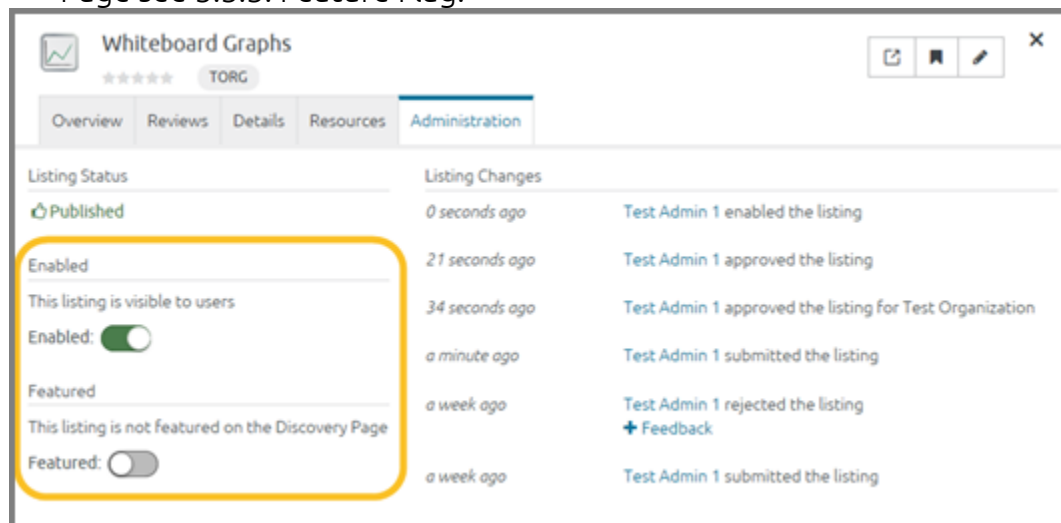 Whiteboard Graphs
TORG
Overview Reviews Details Resources Administration
Listing Status
Published
Enabled
This listing is visible to users
Enabled:
Featured
This listing is not featured on the Discovery Page
Featured:
Listing Changes
0 seconds ago Test Admin 1 enabled the listing
21 seconds ago Test Admin 1 approved the listing
34 seconds ago Test Admin 1 approved the listing for Test Organization
a minute ago Test Admin 1 submitted the listing
a week ago Test Admin 1 rejected the listing
+ Feedback
a week ago Test Admin 1 submitted the listing